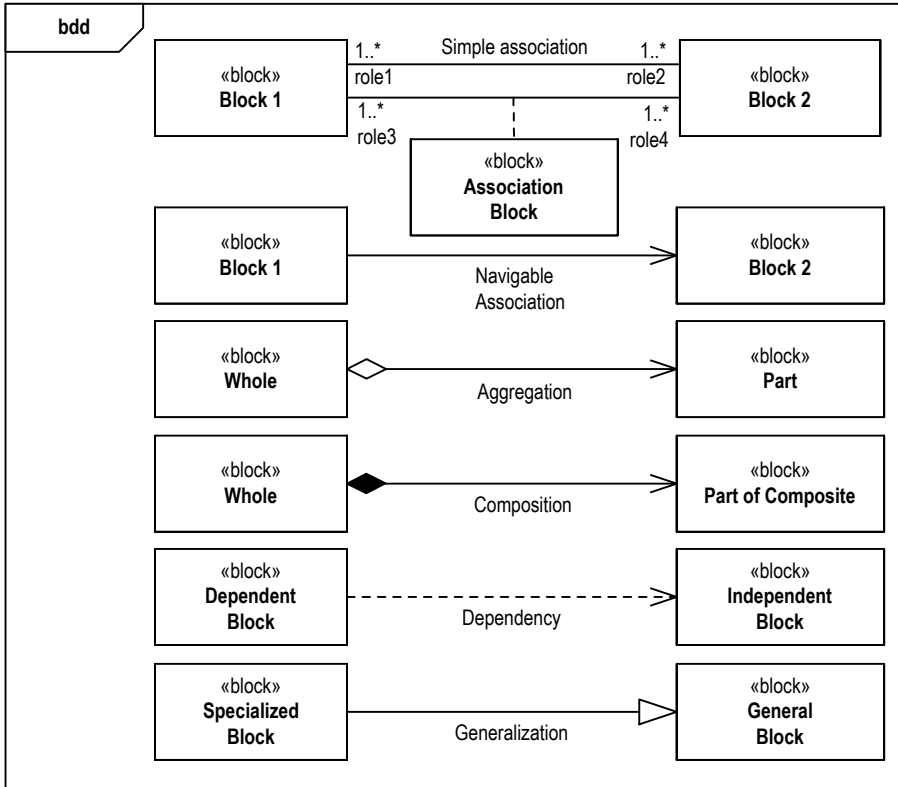 bdd
«block»
Block 1
1..*
Simple association
1..*
role1
role2
«block»
Block 2
1..*
1..*
role3
role4
«block»
Association
Block
«block»
Block 1
Navigable
Association
«block»
Block 2
«block»
Whole
Aggregation
«block»
Part
«block»
Whole
Composition
«block»
Part of Composite
«block»
Dependent
Block
Dependency
«block»
Independent
Block
«block»
Specialized
Block
Generalization
«block»
General
Block